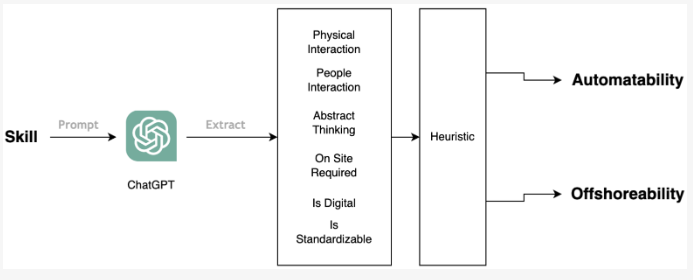 Skill
Prompt
ChatGPT
Extract
Physical
Interaction
People
Interaction
Abstract
Thinking
On Site
Required
Is Digital
Is
Standardizable
Heuristic
Automatability
Offshoreability